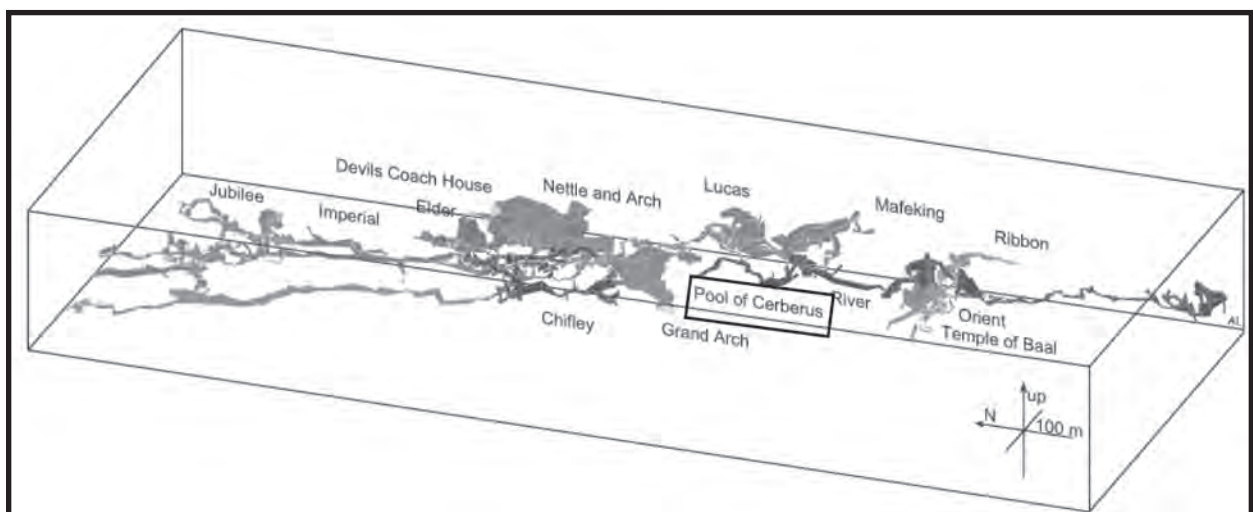 Jubilee
Imperial
Devils Coach House
Elder
Nettle and Arch
Lucas
Mafeking
Ribbon
Chifley
Grand Arch
Pool of Cerberus
River
Orient
Temple of Baal
AL
up
N
100 m